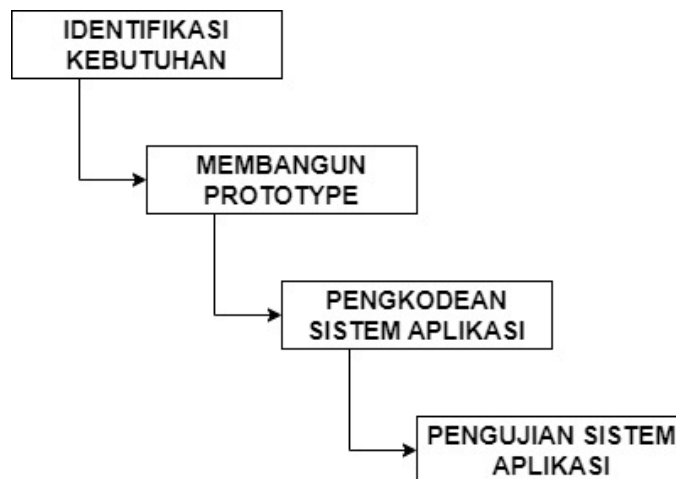 IDENTIFIKASI
KEBUTUHAN
MEMBANGUN
PROTOTYPE
PENGKODEAN
SISTEM APLIKASI
PENGUJIAN SISTEM
APLIKASI